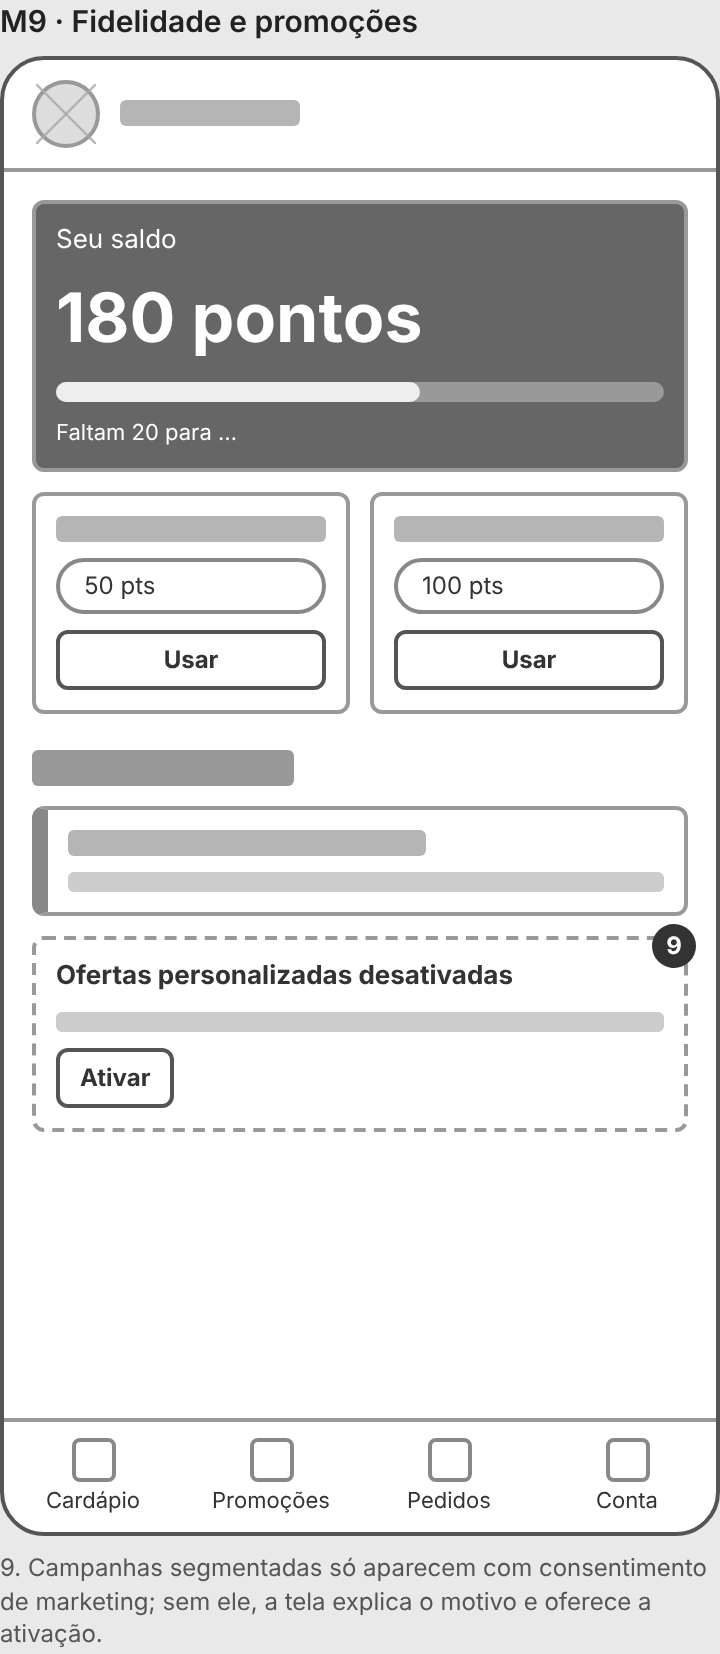 M9 · Fidelidade e promoções
Seu saldo
180 pontos
Faltam 20 para ...
50 pts
100 pts
Usar
Usar
9
Ofertas personalizadas desativadas
Ativar
Cardápio
Promoções
Pedidos
Conta
9. Campanhas segmentadas só aparecem com consentimento
de marketing; sem ele, a tela explica o motivo e oferece a
ativação.